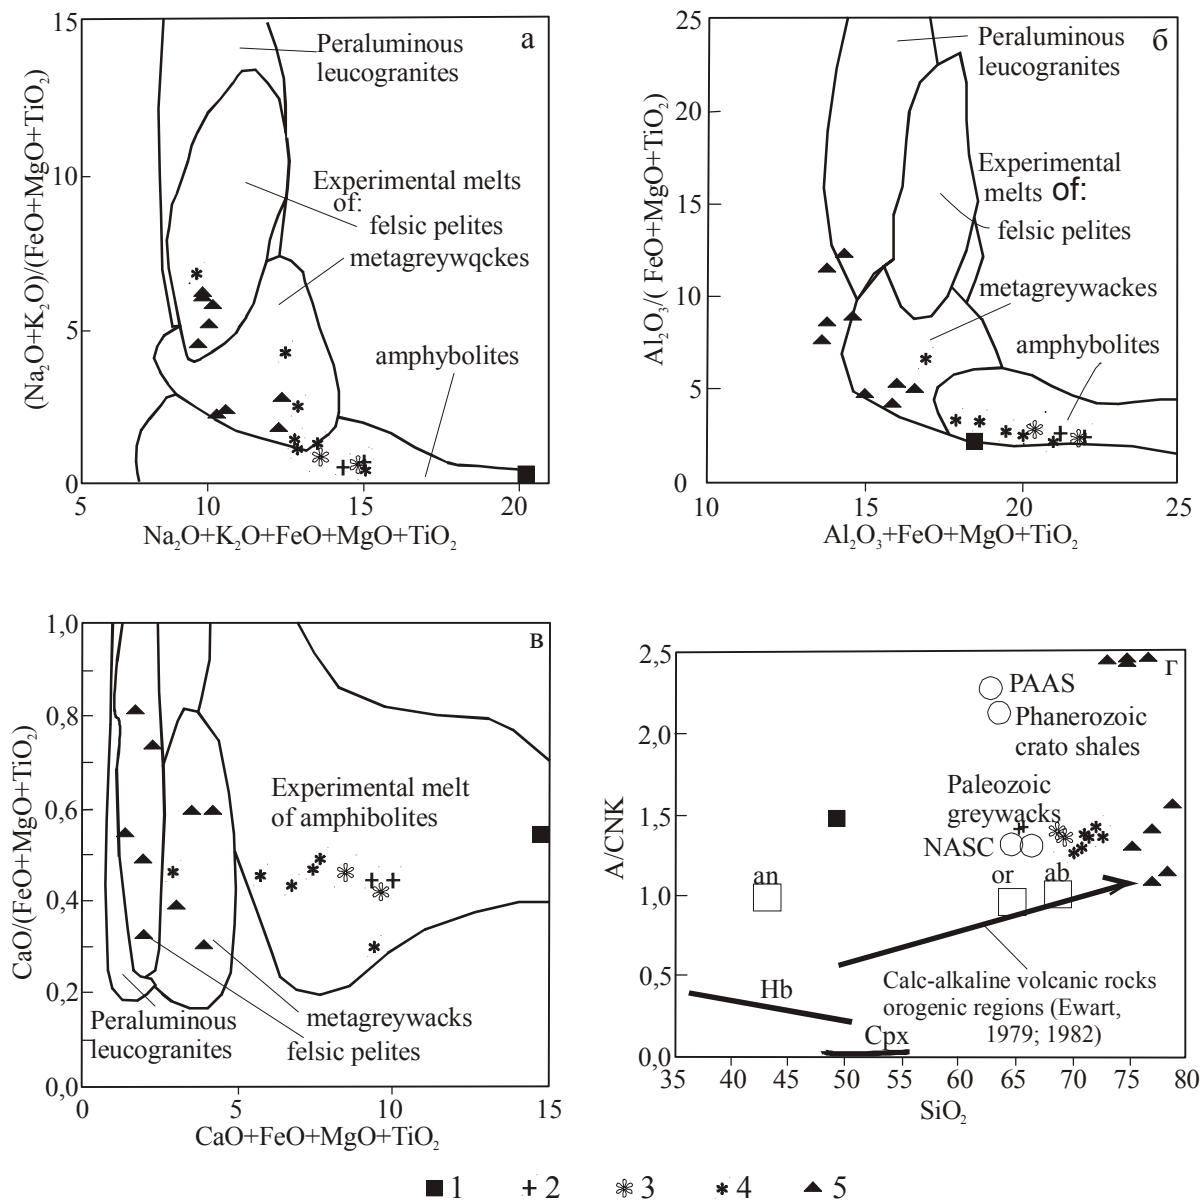 a
15
10
5
0
5
10
15
20
(Na₂O+K₂O)/(FeO+MgO+TiO₂)
Na₂O+K₂O+FeO+MgO+TiO₂
Peraluminous
leucogranites
Experimental melts
of:
felsic pelites
metagreywqckes
amphybolites
б
25
20
15
10
5
0
10
15
20
25
Al₂O₃/( FeO+MgO+TiO₂)
Al₂O₃+FeO+MgO+TiO₂
Peraluminous
leucogranites
Experimental
melts of:
felsic pelites
metagreywackes
amphybolites
в
1,0
0,8
0,6
0,4
0,2
0,0
0
5
10
15
CaO/(FeO+MgO+TiO₂)
CaO+FeO+MgO+TiO₂
Experimental melt
of amphibolites
Peraluminous
leucogranites
metagreywacks
felsic pelites
г
2,5
2,0
1,5
1,0
0,5
0,0
35
40
45
50
55
60
65
70
75
80
A/CNK
SiO₂
PAAS
Phanerozoic
crato shales
Paleozoic
greywacks
NASC
an
or
ab
Hb
Cpx
Calc-alkaline volcanic rocks
orogenic regions (Ewart,
1979; 1982)
1
2
3
4
5